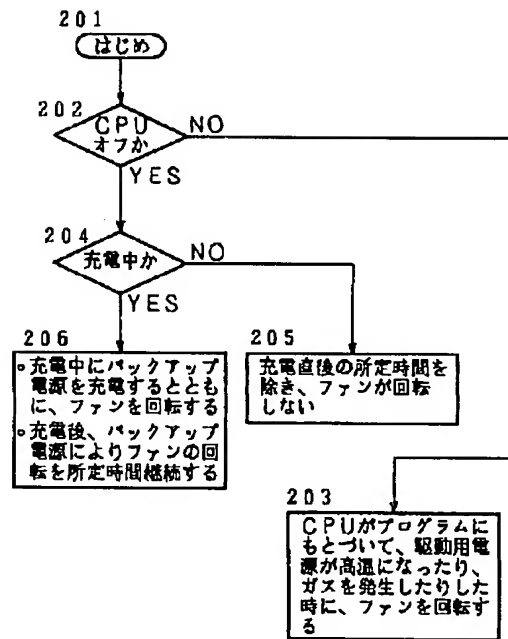 201
はじめ
202
CPU
オフか
NO
YES
204
充電中か
NO
YES
206
◦充電中にバックアップ
電源を充電するととも
に、ファンを回転する
◦充電後、バックアップ
電源によりファンの回
転を所定時間継続する
205
充電直後の所定時間を
除き、ファンが回転
しない
203
CPUがプログラムに
もとづいて、駆動用電
源が高温になったり、
ガスを発生したりした
時に、ファンを回転す
る